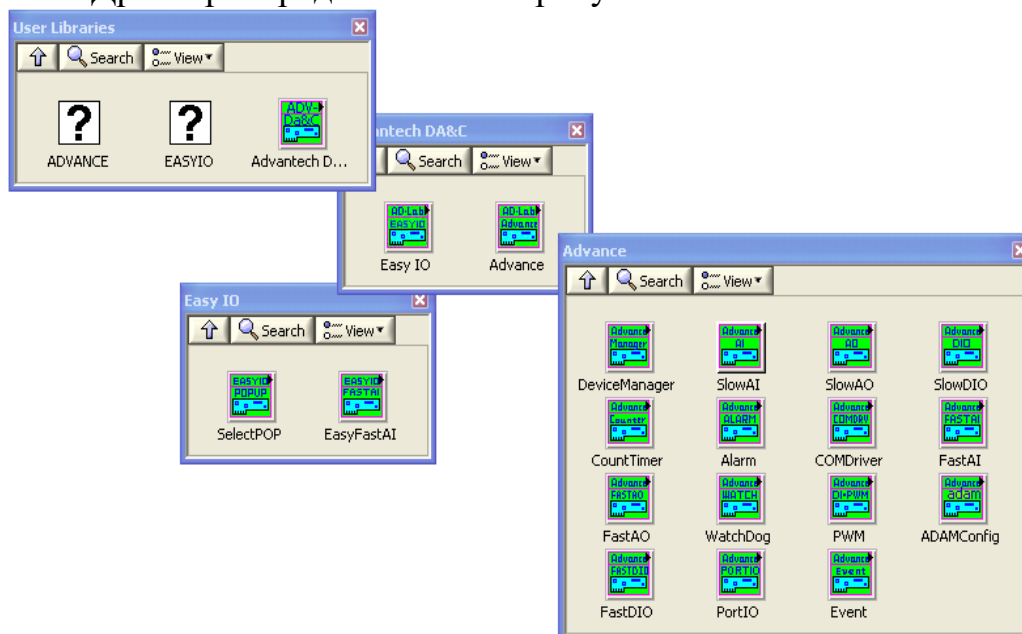 User Libraries
Search View
ADV-
Da&C
? ?
ADVANCE EASYIO Advantech D...
antech DA&C
Search View
AD-Lab AD-Lab
EASYIO Advance
Easy IO Advance
Easy IO
Search View
EASYIO EASYIO
POPUP FASTAI
SelectPOP EasyFastAI
Advance
Search View
Advance Advance Advance Advance
Manager AI AO DIO
DeviceManager SlowAI SlowAO SlowDIO
Advance Advance Advance Advance
Counter ALARM COMDRV FASTAI
CountTimer Alarm COMDriver FastAI
Advance Advance Advance Advance
FASTAO WATCH DI-PWM adam
FastAO WatchDog PWM ADAMConfig
Advance Advance Advance
FASTDIO PORTIO Event
FastDIO PortIO Event